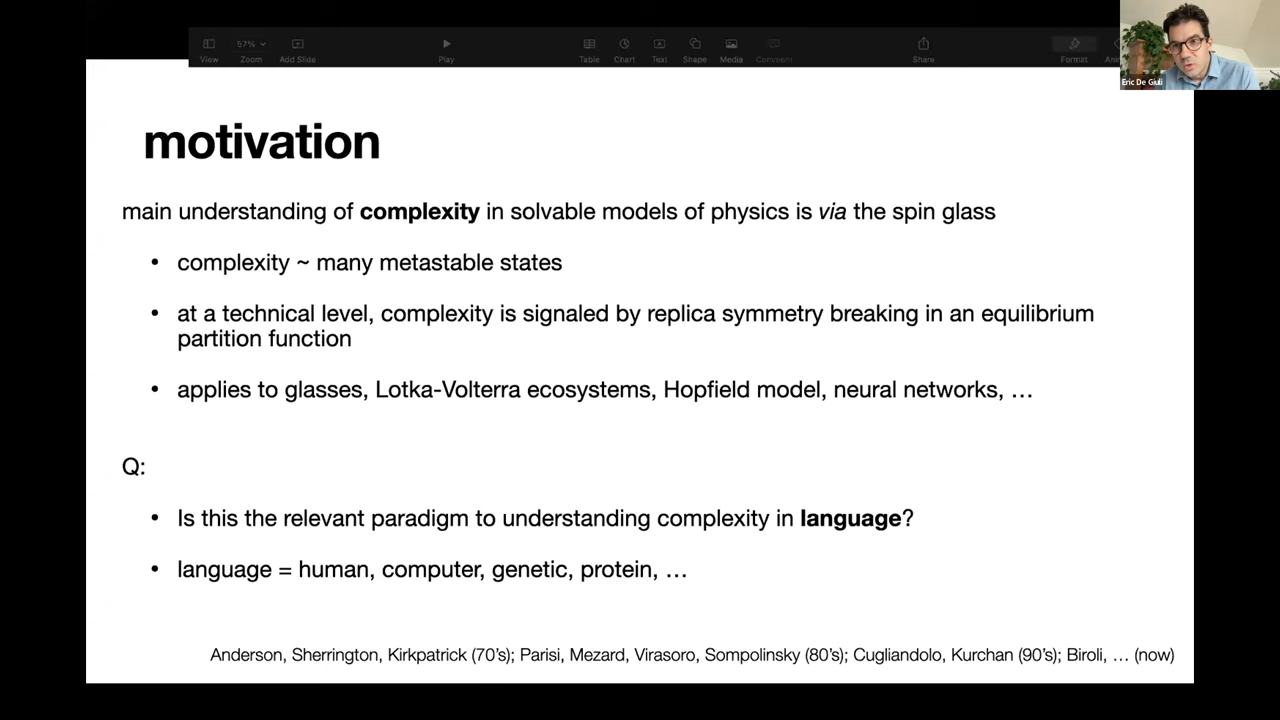 57%
View Zoom Add Slide Play Table Chart Text Shape Media Comment Share Format
Eric De Giuli
motivation
main understanding of complexity in solvable models of physics is via the spin glass
• complexity ~ many metastable states
• at a technical level, complexity is signaled by replica symmetry breaking in an equilibrium
partition function
• applies to glasses, Lotka-Volterra ecosystems, Hopfield model, neural networks, …
Q:
• Is this the relevant paradigm to understanding complexity in language?
• language = human, computer, genetic, protein, …
Anderson, Sherrington, Kirkpatrick (70’s); Parisi, Mezard, Virasoro, Sompolinsky (80’s); Cugliandolo, Kurchan (90’s); Biroli, … (now)